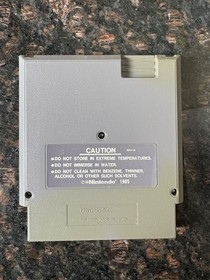 CAUTION
●DO NOT STORE IN EXTREME TEMPERATURES.
●DO NOT IMMERSE IN WATER.
●DO NOT CLEAN WITH BENZENE, THINNER,
ALCOHOL OR OTHER SUCH SOLVENTS.
©Nintendo 1985
Nintendo